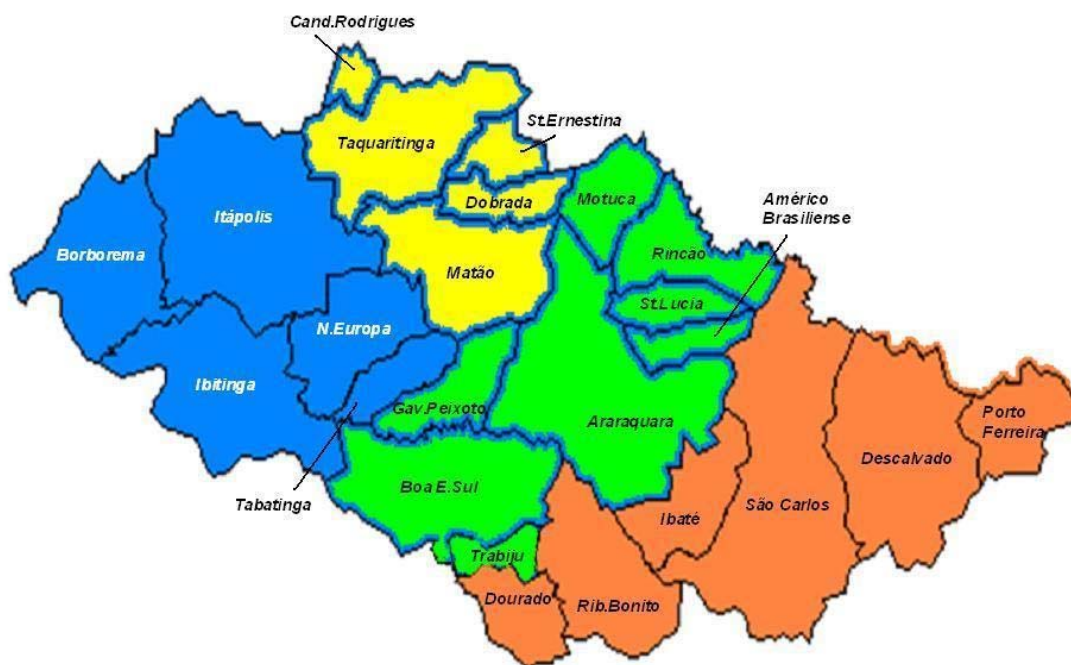 Cand.Rodrigues
St.Ernestina
Taquaritinga
Dobrada
Motuca
Américo
Brasiliense
Itápolis
Borborema
Matão
Rincão
St.Lucia
N.Europa
Ibitinga
Gav.Peixoto
Araraquara
Porto
Ferreira
Descalvado
Tabatinga
Boa E.Sul
Ibaté
São Carlos
Trabiju
Dourado
Rib.Bonito